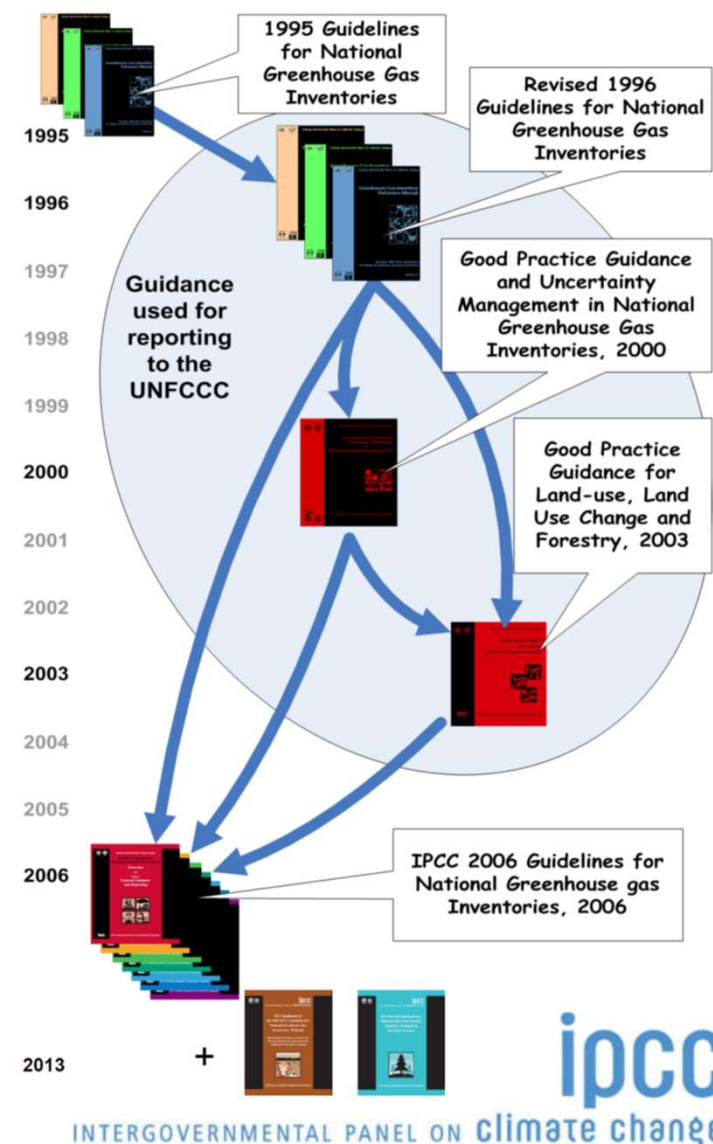 1995 Guidelines
for National
Greenhouse Gas
Inventories
Revised 1996
Guidelines for National
Greenhouse Gas
Inventories
1995
1996
1997
1998
1999
2000
2001
2002
2003
2004
2005
2006
2013
Guidance
used for
reporting
to the
UNFCCC
Good Practice Guidance
and Uncertainty
Management in National
Greenhouse Gas
Inventories, 2000
Good Practice
Guidance for
Land-use, Land
Use Change and
Forestry, 2003
IPCC 2006 Guidelines for
National Greenhouse gas
Inventories, 2006
+
ipcc
ipcc
ipcc
INTERGOVERNMENTAL PANEL ON climate change